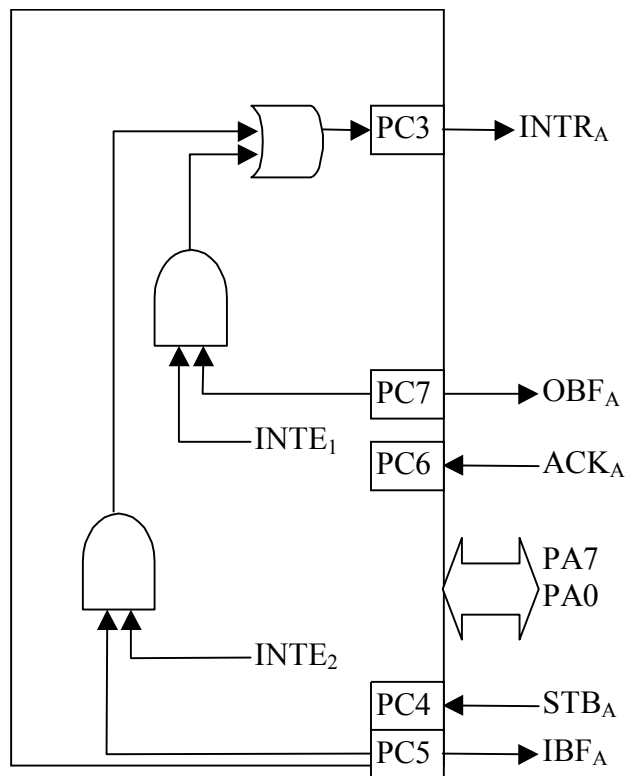 PC3 INTRA
PC7 OBFA
INTE1
PC6 ACKA
PA7
PA0
INTE2
PC4 STBA
PC5 IBFA